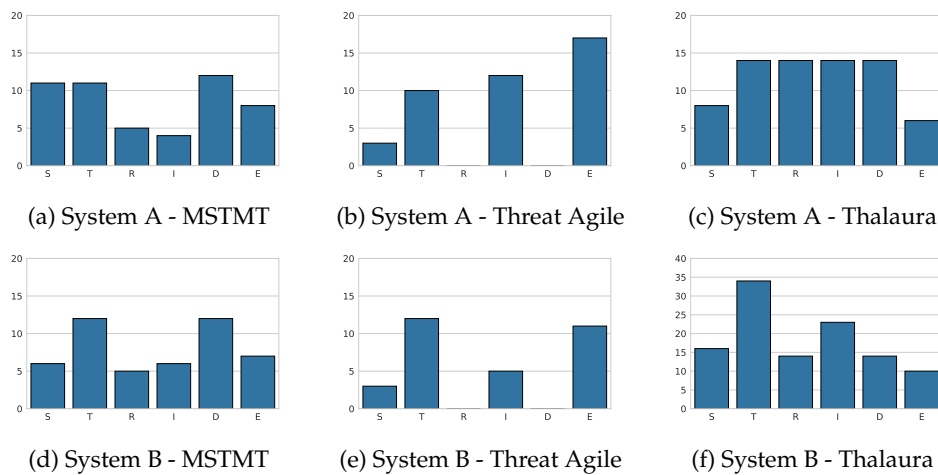 20
15
10
5
0
S T R I D E
(a) System A - MSTMT
20
15
10
5
0
S T R I D E
(b) System A - Threat Agile
20
15
10
5
0
S T R I D E
(c) System A - Thalaura
20
15
10
5
0
S T R I D E
(d) System B - MSTMT
20
15
10
5
0
S T R I D E
(e) System B - Threat Agile
40
35
30
25
20
15
10
5
0
S T R I D E
(f) System B - Thalaura